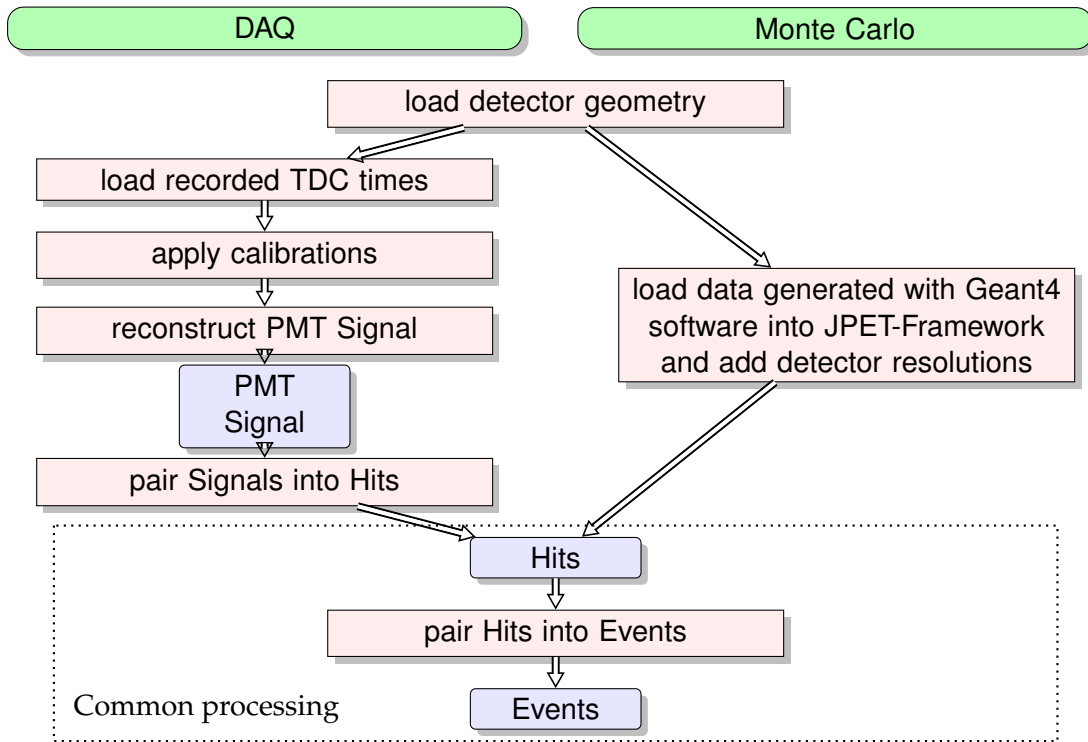 DAQ
Monte Carlo
load detector geometry
load recorded TDC times
apply calibrations
reconstruct PMT Signal
PMT
Signal
pair Signals into Hits
load data generated with Geant4
software into JPET-Framework
and add detector resolutions
Hits
pair Hits into Events
Events
Common processing